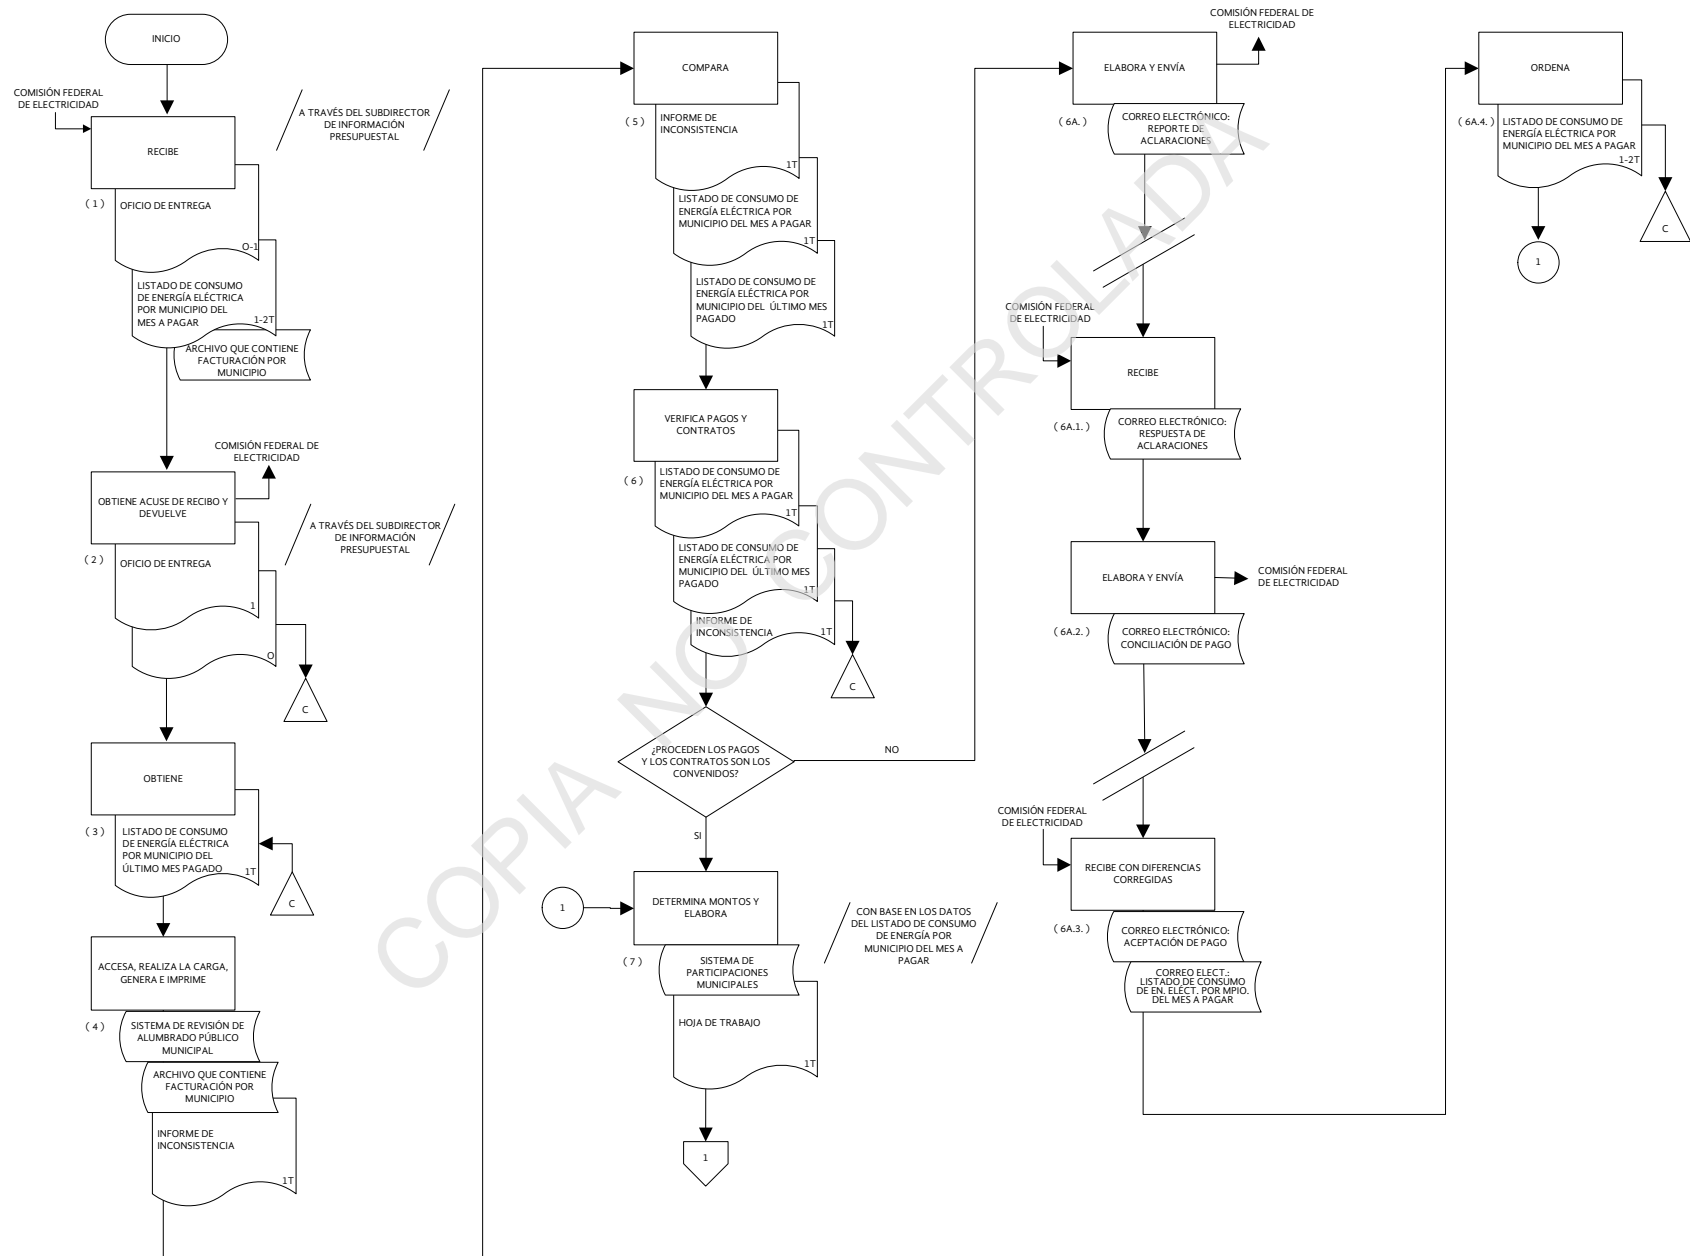 INICIO
COMISIÓN FEDERAL
DE ELECTRICIDAD
A TRAVÉS DEL SUBDIRECTOR
DE INFORMACIÓN
PRESUPUESTAL
RECIBE
( 1 )
OFICIO DE ENTREGA
O-1
LISTADO DE CONSUMO
DE ENERGÍA ELÉCTRICA
POR MUNICIPIO DEL
MES A PAGAR
1-2T
ARCHIVO QUE CONTIENE
FACTURACIÓN POR
MUNICIPIO
COMISIÓN FEDERAL DE
ELECTRICIDAD
OBTIENE ACUSE DE RECIBO Y
DEVUELVE
A TRAVÉS DEL SUBDIRECTOR
DE INFORMACIÓN
PRESUPUESTAL
( 2 )
OFICIO DE ENTREGA
1
O
C
OBTIENE
( 3 )
LISTADO DE CONSUMO
DE ENERGÍA ELÉCTRICA
POR MUNICIPIO DEL
ÚLTIMO MES PAGADO
1T
C
ACCESA, REALIZA LA CARGA,
GENERA E IMPRIME
( 4 )
SISTEMA DE REVISIÓN DE
ALUMBRADO PÚBLICO
MUNICIPAL
ARCHIVO QUE CONTIENE
FACTURACIÓN POR
MUNICIPIO
INFORME DE
INCONSISTENCIA
1T
COMPARA
( 5 )
INFORME DE
INCONSISTENCIA
1T
LISTADO DE CONSUMO DE
ENERGÍA ELÉCTRICA POR
MUNICIPIO DEL MES A PAGAR
1T
LISTADO DE CONSUMO DE
ENERGÍA ELÉCTRICA POR
MUNICIPIO DEL ÚLTIMO MES
PAGADO
1T
VERIFICA PAGOS Y
CONTRATOS
( 6 )
LISTADO DE CONSUMO DE
ENERGÍA ELÉCTRICA POR
MUNICIPIO DEL MES A PAGAR
1T
LISTADO DE CONSUMO DE
ENERGÍA ELÉCTRICA POR
MUNICIPIO DEL ÚLTIMO MES
PAGADO
1T
INFORME DE
INCONSISTENCIA
1T
C
¿PROCEDEN LOS PAGOS
Y LOS CONTRATOS SON LOS
CONVENIDOS?
NO
SI
1
DETERMINA MONTOS Y
ELABORA
CON BASE EN LOS DATOS
DEL LISTADO DE CONSUMO
DE ENERGÍA POR
MUNICIPIO DEL MES A
PAGAR
( 7 )
SISTEMA DE
PARTICIPACIONES
MUNICIPALES
HOJA DE TRABAJO
1T
1
COMISIÓN FEDERAL DE
ELECTRICIDAD
ELABORA Y ENVÍA
( 6A. )
CORREO ELECTRÓNICO:
REPORTE DE
ACLARACIONES
COMISIÓN FEDERAL
DE ELECTRICIDAD
RECIBE
( 6A.1. )
CORREO ELECTRÓNICO:
RESPUESTA DE
ACLARACIONES
ELABORA Y ENVÍA
COMISIÓN FEDERAL
DE ELECTRICIDAD
( 6A.2. )
CORREO ELECTRÓNICO:
CONCILIACIÓN DE PAGO
COMISIÓN FEDERAL
DE ELECTRICIDAD
RECIBE CON DIFERENCIAS
CORREGIDAS
( 6A.3. )
CORREO ELECTRÓNICO:
ACEPTACIÓN DE PAGO
CORREO ELECT.:
LISTADO DE CONSUMO
DE EN. ELÉCT. POR MPIO.
DEL MES A PAGAR
ORDENA
( 6A.4. )
LISTADO DE CONSUMO DE
ENERGÍA ELÉCTRICA POR
MUNICIPIO DEL MES A PAGAR
1-2T
C
1
COPIA NO CONTROLADA